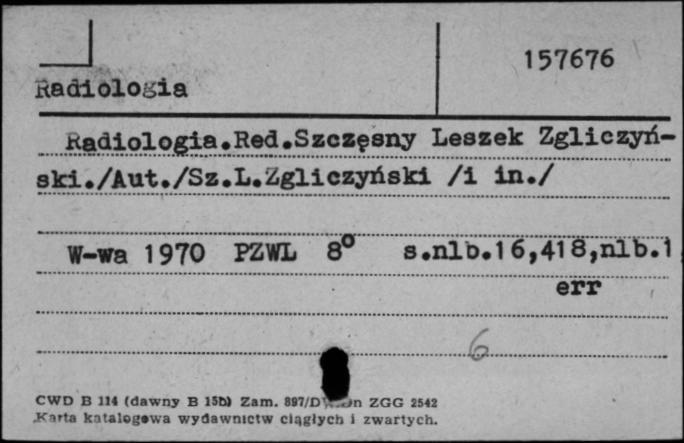 157676
Radiologia
Radiologia.Red.Szczęsny Leszek Zgliczyń-
ski./Aut./Sz.L.Zgliczyński /i in./
W-wa 1970 PZWL 8° s.nlb.16,418,nlb.1
err
6
CWD B 114 (dawny B 15b) Zam. 897/D ZGG 2542
Karta katalogowa wydawnictw ciągłych i zwartych.